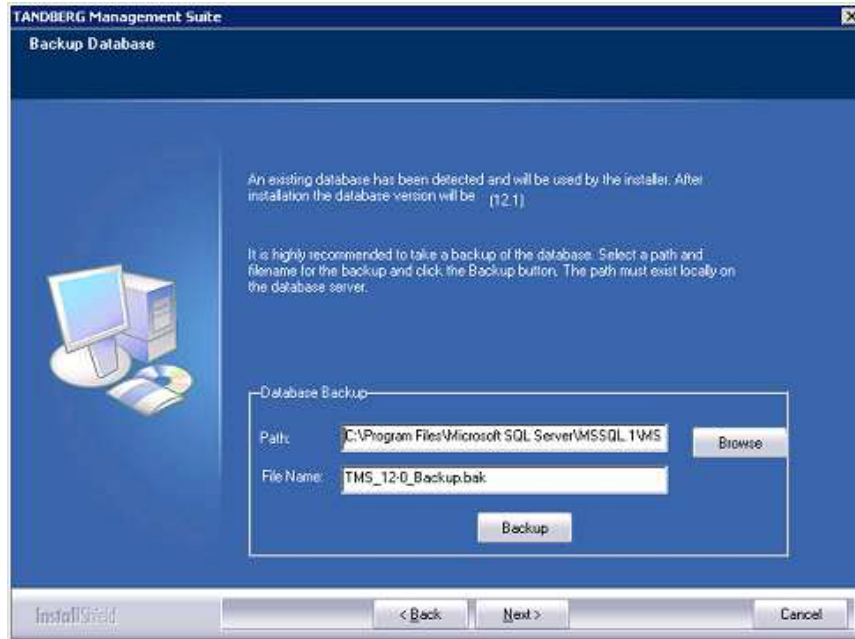 TANDBERG Management Suite
Backup Database
An existing database has been detected and will be used by the installer. After
installation the database version will be (12.1)
It is highly recommended to take a backup of the database. Select a path and
filename for the backup and click the Backup button. The path must exist locally on
the database server.
Database Backup
Path: C:\Program Files\Microsoft SQL Server\MSSQL.1\MS Browse
File Name: TMS_12-0_Backup.bak
Backup
InstallShield < Back Next > Cancel